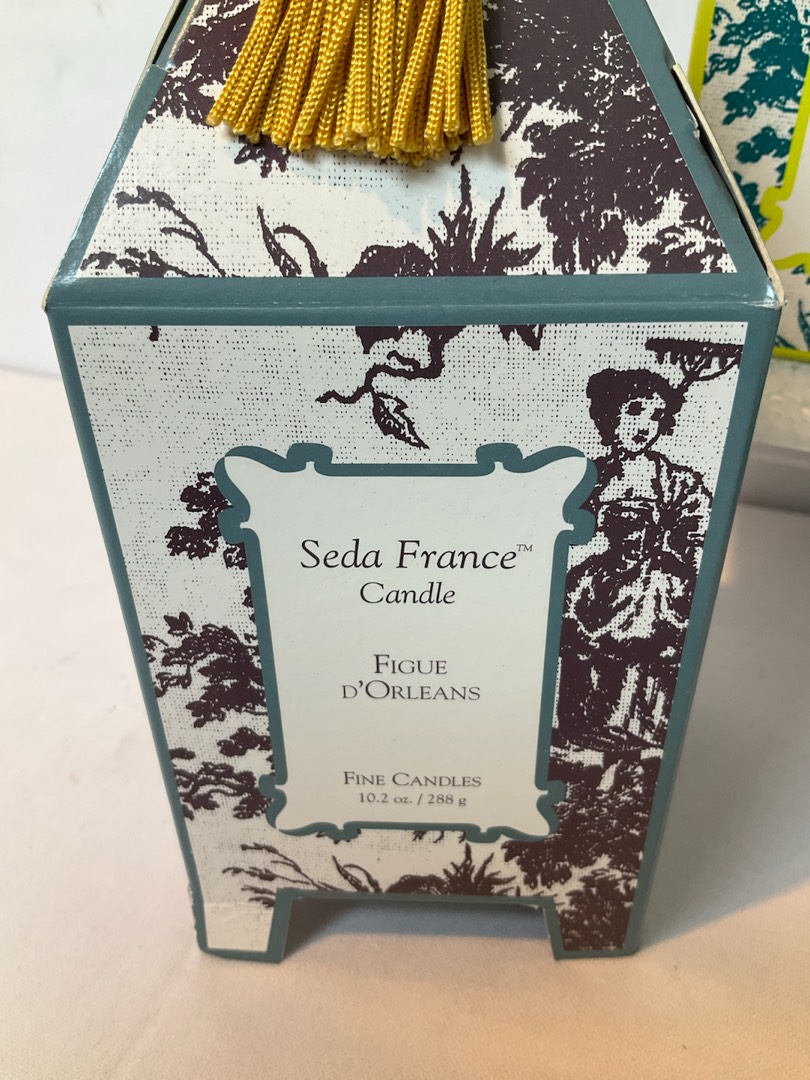 Seda France™
Candle
FIGUE
D'ORLEANS
FINE CANDLES
10.2 oz. / 288 g